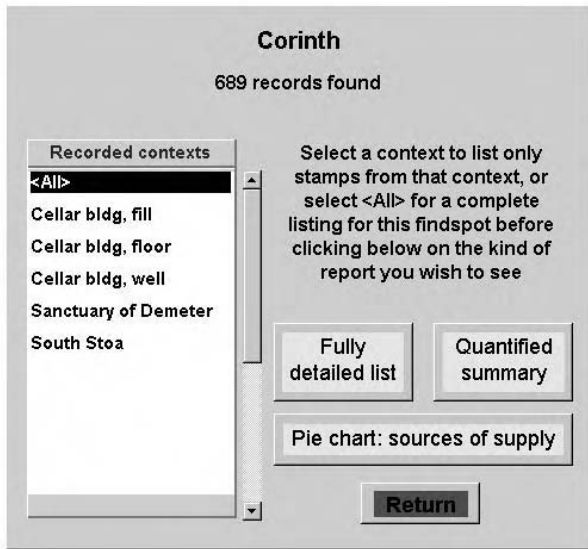 Corinth
689 records found
Recorded contexts
<All>
Cellar bldg, fill
Cellar bldg, floor
Cellar bldg, well
Sanctuary of Demeter
South Stoa
Select a context to list only
stamps from that context, or
select <All> for a complete
listing for this findspot before
clicking below on the kind of
report you wish to see
Fully
detailed list
Quantified
summary
Pie chart: sources of supply
Return